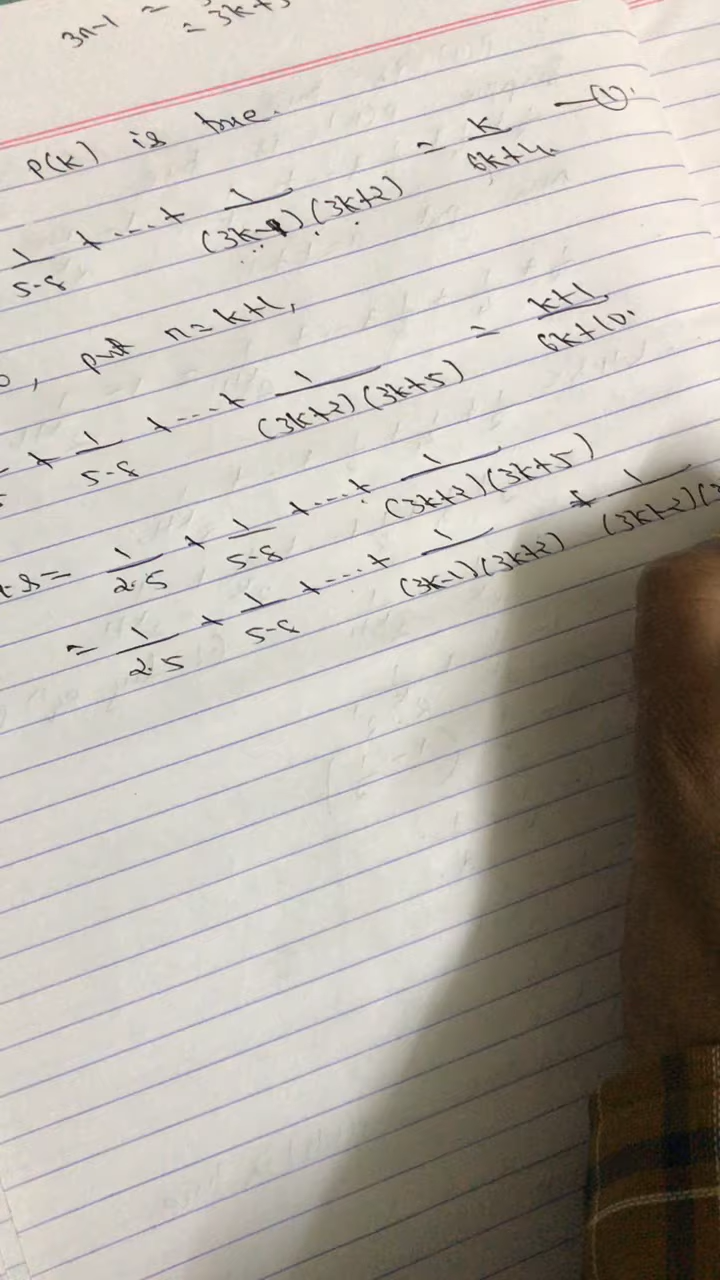 3n-1 =
= 3k+
P(k) is true.
1/5·8 + ... + 1/(3k-1)(3k+2) = k/6k+4. —(1).
, put n=k+1,
+ 1/5·8 + ... + 1/(3k+2)(3k+5) = k+1/6k+10.
= 1/2·5 + 1/5·8 + ... + 1/(3k+2)(3k+5)
= 1/2·5 + 1/5·8 + ... + 1/(3k-1)(3k+2) + 1/(3k+2)(3